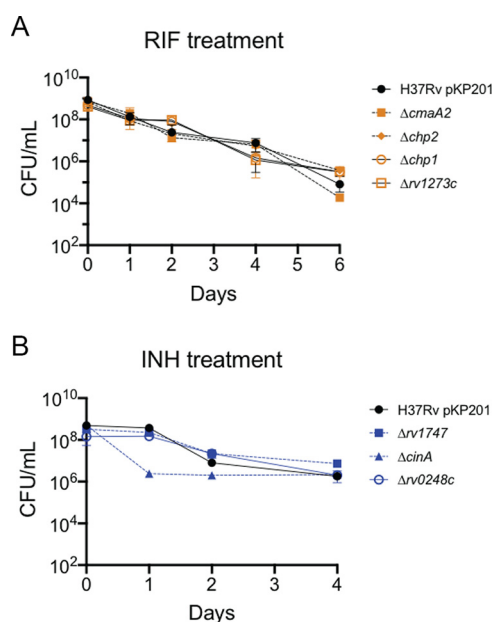 A
RIF treatment
CFU/mL
10^10
10^8
10^6
10^4
10^2
0 1 2 3 4 5 6
Days
H37Rv pKP201
ΔcmaA2
Δchp2
Δchp1
Δrv1273c
B
INH treatment
CFU/mL
10^10
10^8
10^6
10^4
10^2
0 1 2 3 4
Days
H37Rv pKP201
Δrv1747
ΔcinA
Δrv0248c